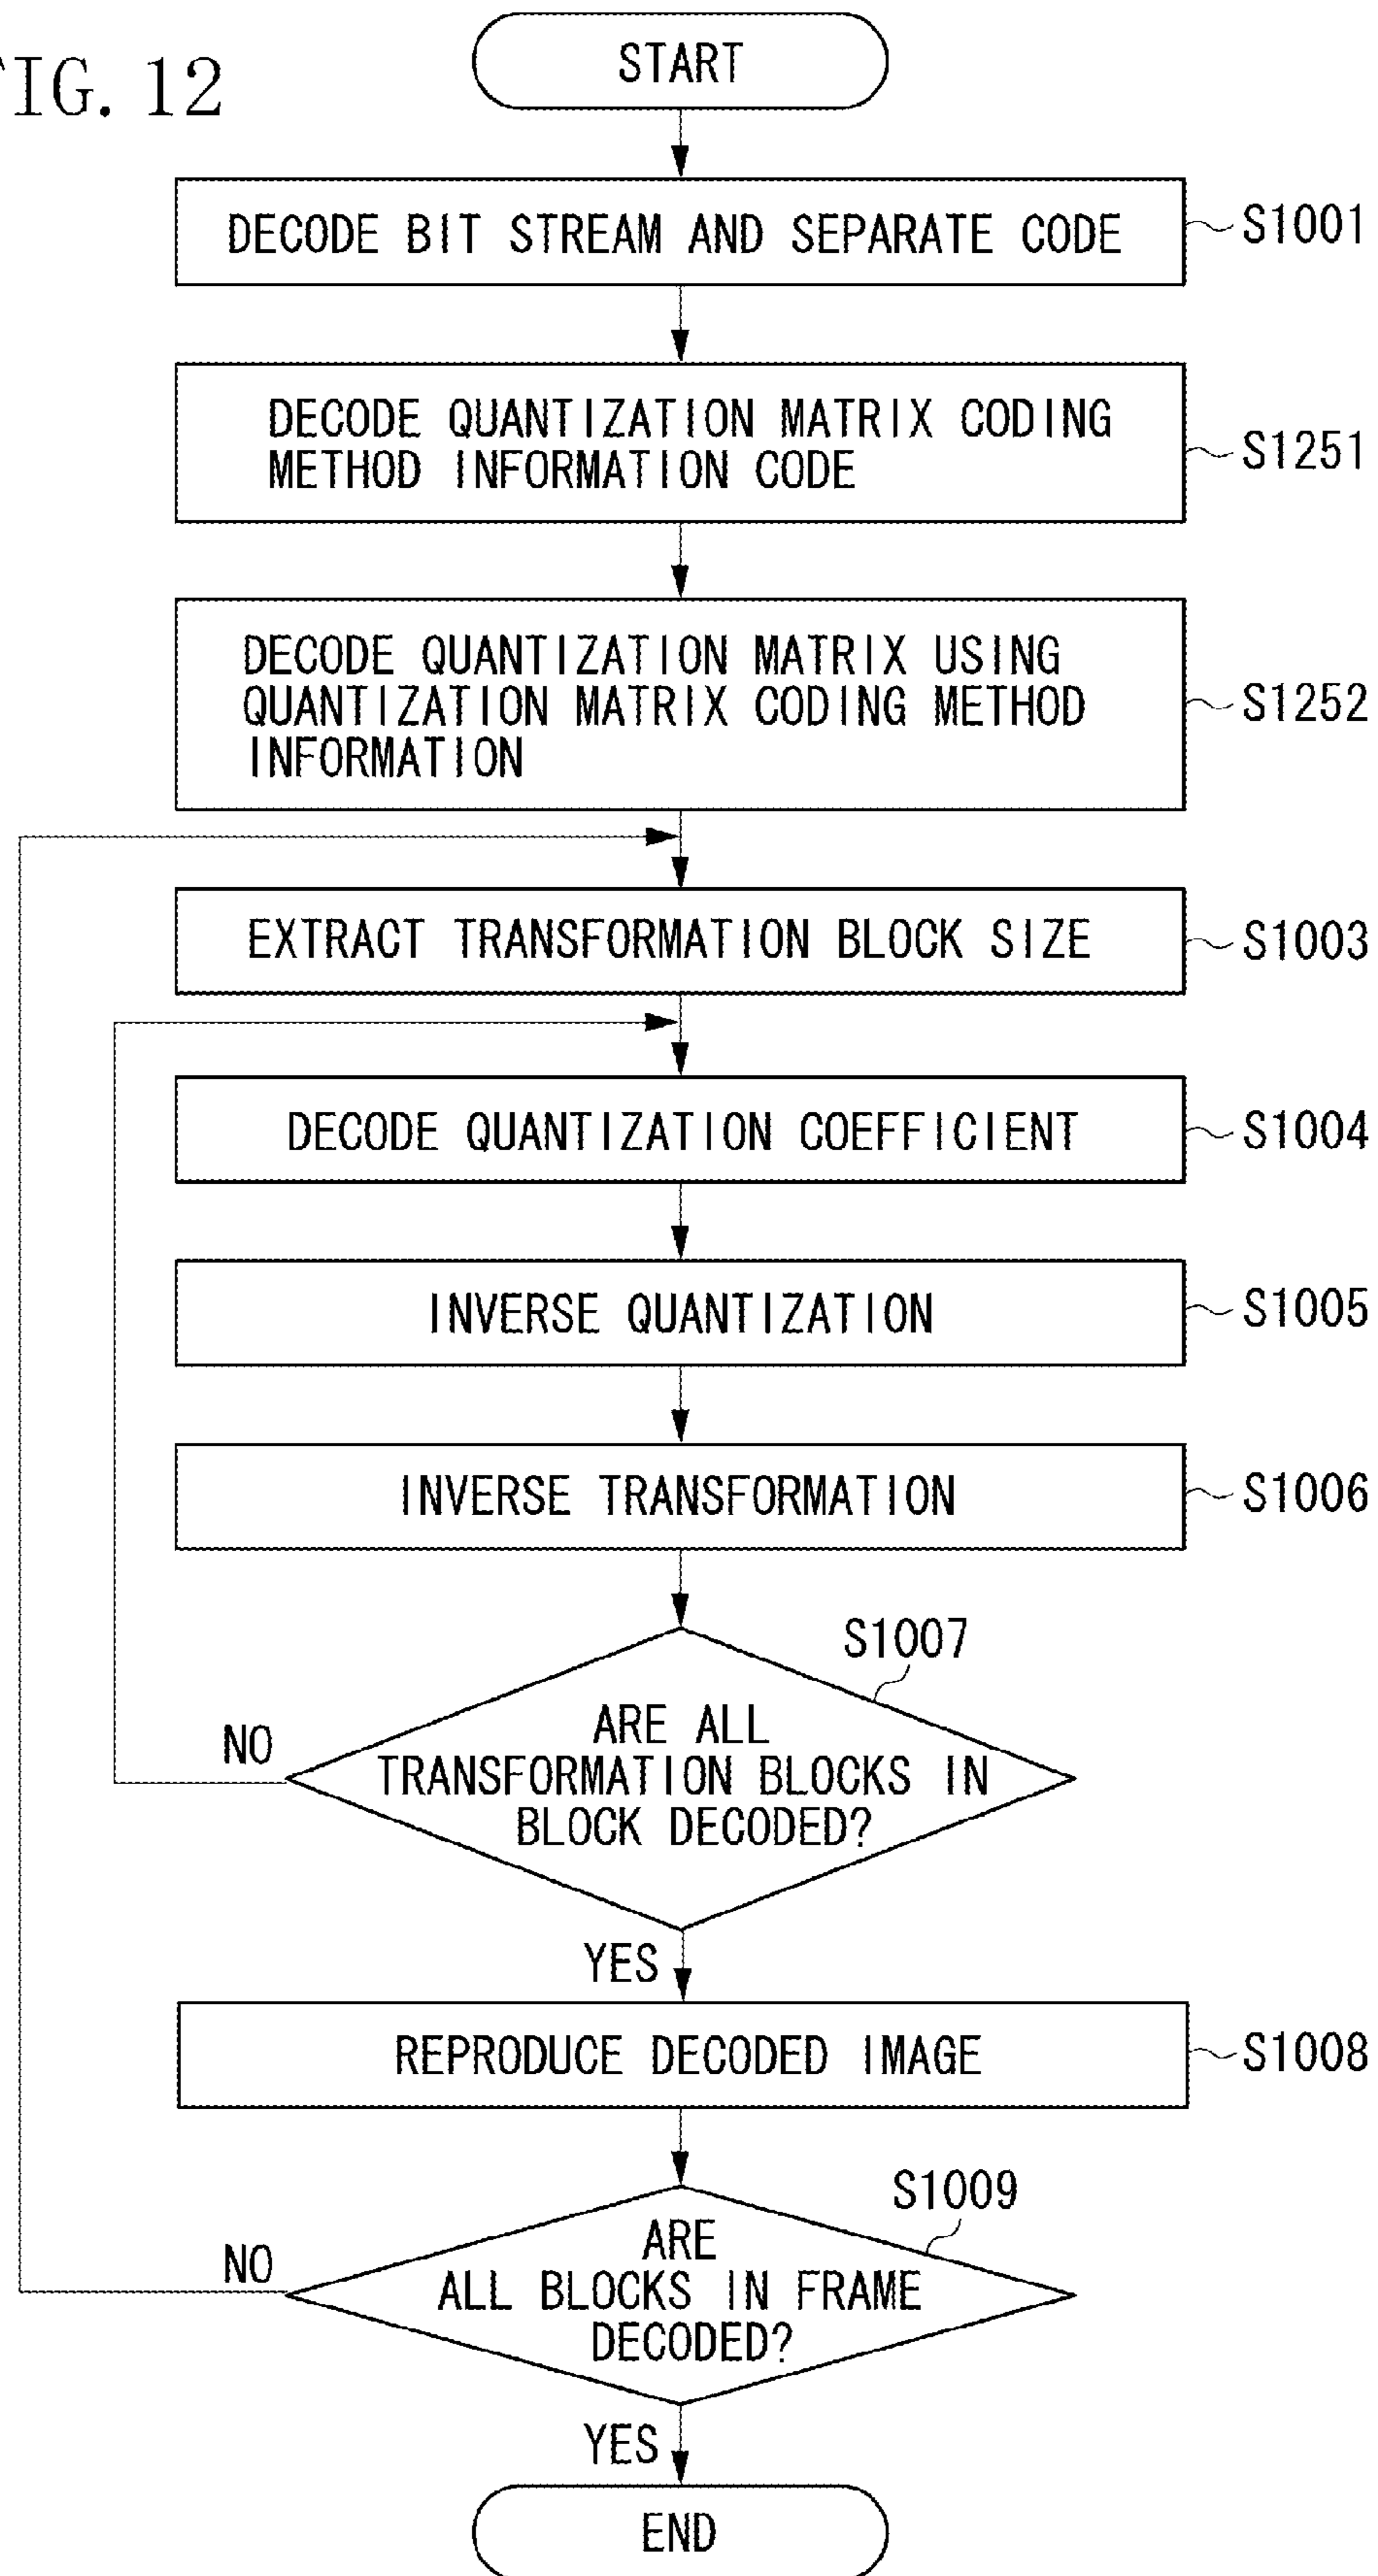 FIG. 12
START
DECODE BIT STREAM AND SEPARATE CODE
S1001
DECODE QUANTIZATION MATRIX CODING
METHOD INFORMATION CODE
S1251
DECODE QUANTIZATION MATRIX USING
QUANTIZATION MATRIX CODING METHOD
INFORMATION
S1252
EXTRACT TRANSFORMATION BLOCK SIZE
S1003
DECODE QUANTIZATION COEFFICIENT
S1004
INVERSE QUANTIZATION
S1005
INVERSE TRANSFORMATION
S1006
S1007
ARE ALL
TRANSFORMATION BLOCKS IN
BLOCK DECODED?
NO
YES
REPRODUCE DECODED IMAGE
S1008
S1009
ARE
ALL BLOCKS IN FRAME
DECODED?
NO
YES
END